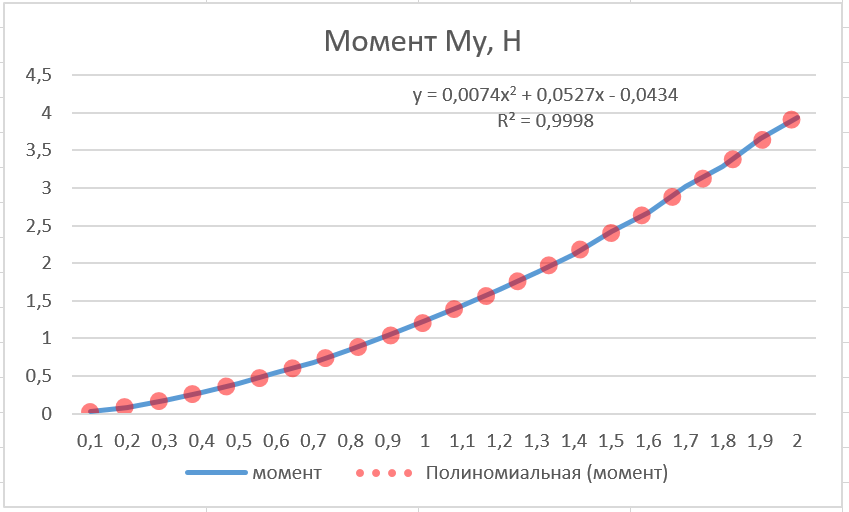 Момент My, Н
y = 0,0074x² + 0,0527x - 0,0434
R² = 0,9998
4,5
4
3,5
3
2,5
2
1,5
1
0,5
0
0,1 0,2 0,3 0,4 0,5 0,6 0,7 0,8 0,9 1 1,1 1,2 1,3 1,4 1,5 1,6 1,7 1,8 1,9 2
момент Полиномиальная (момент)